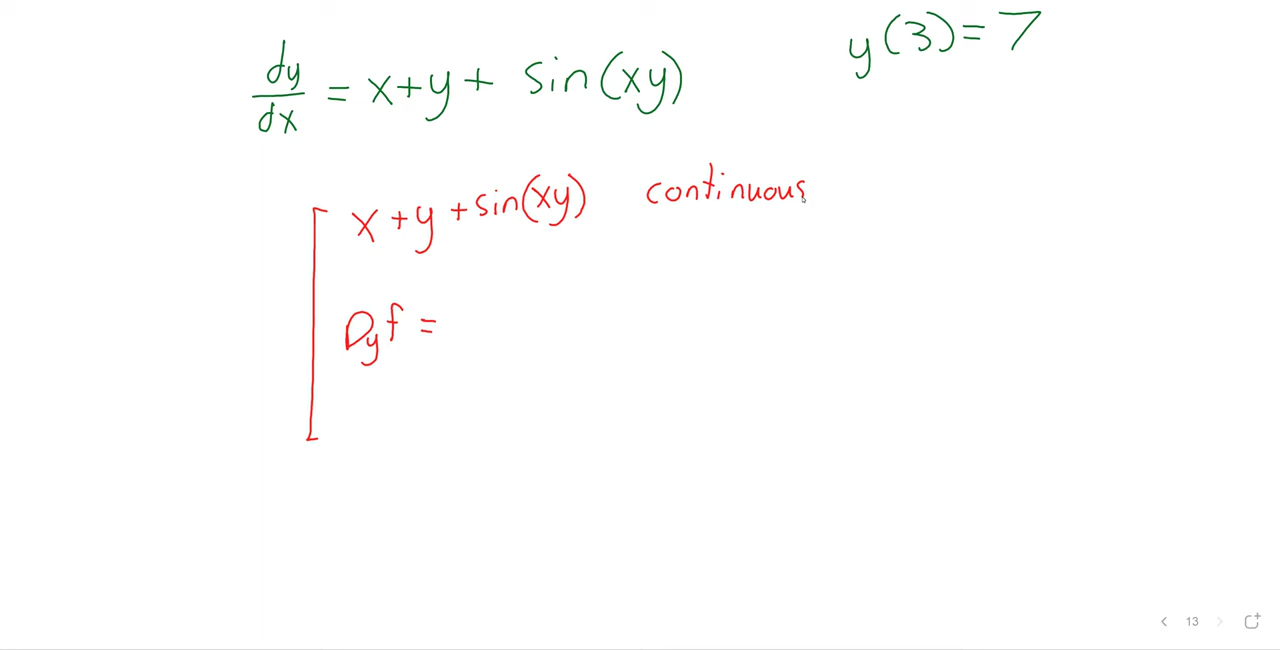 dy/dx = x+y+ sin(xy)    y(3)=7
x+y+sin(xy)    continuous
Dyf =
13